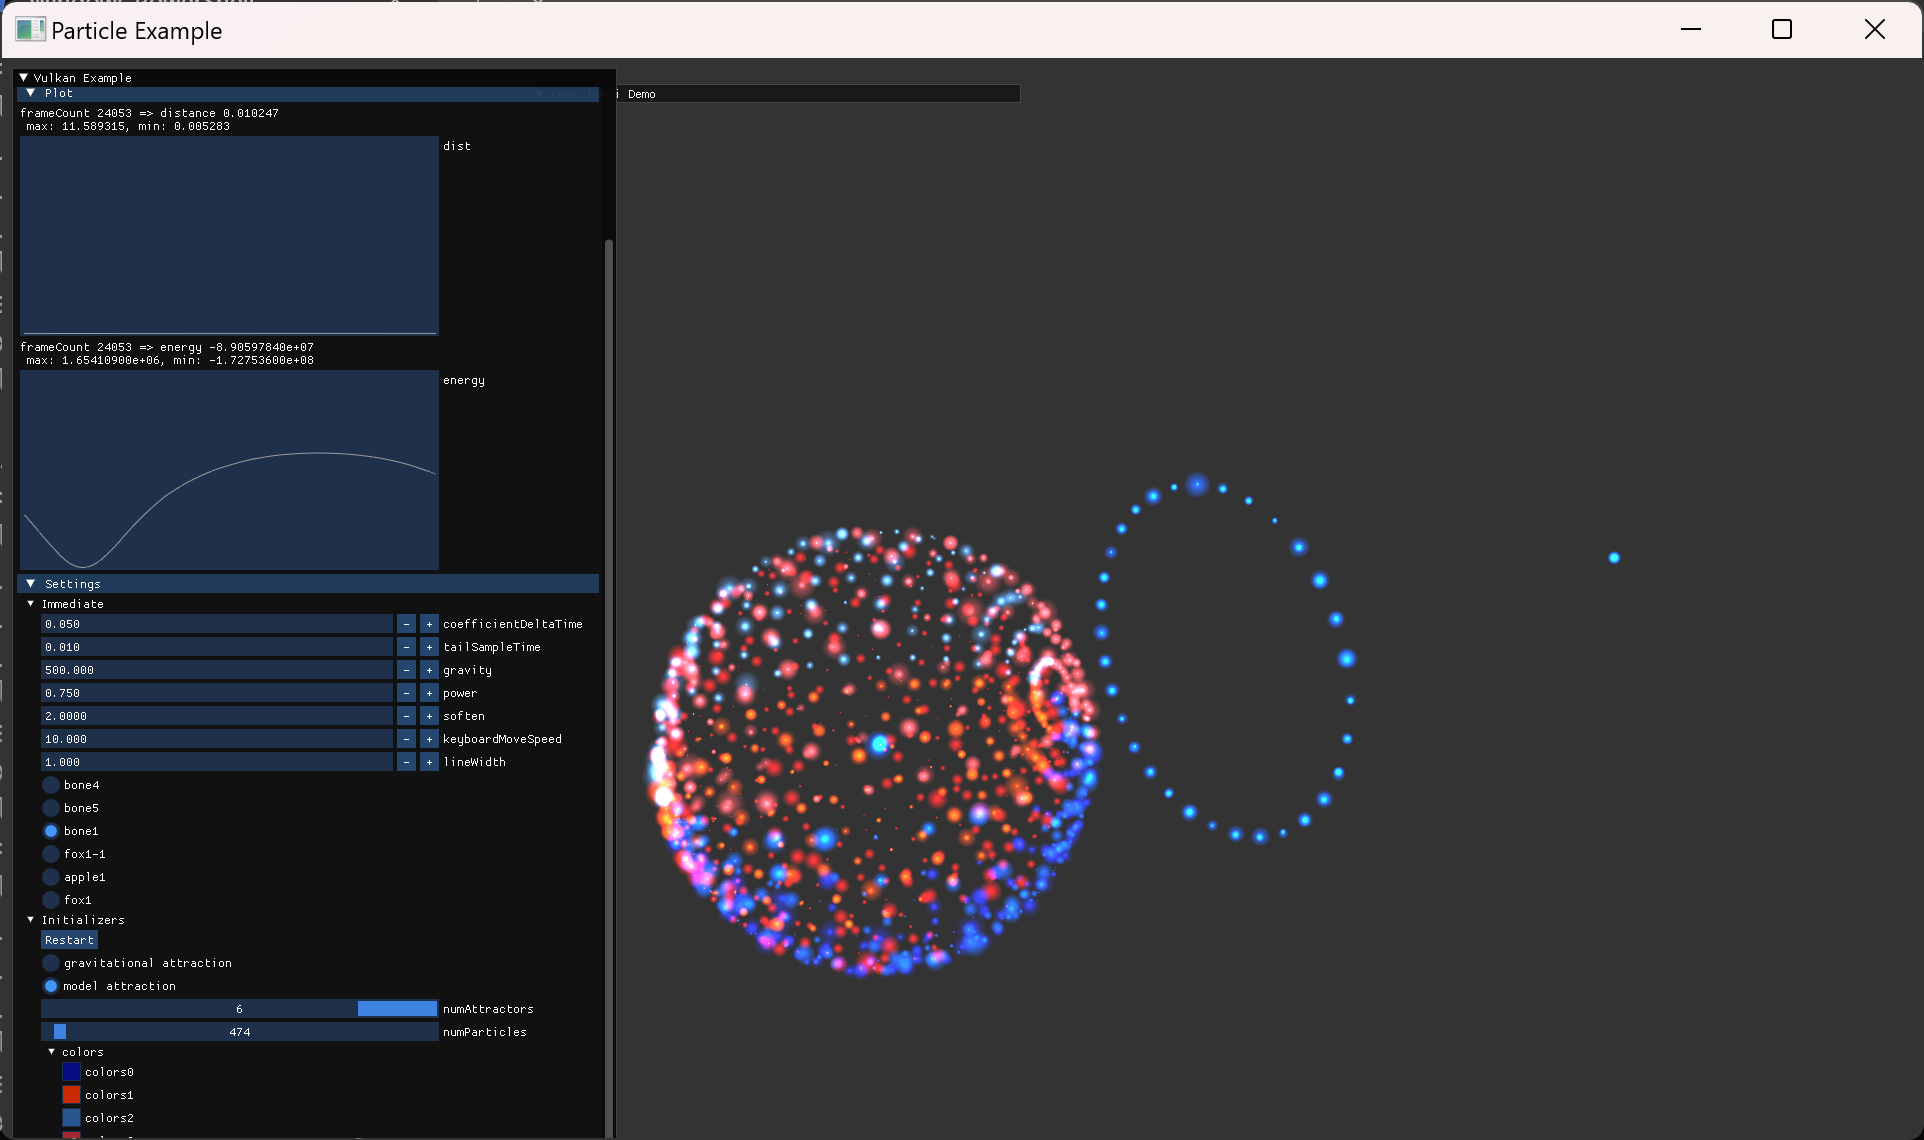 Particle Example
Vulkan Example
Plot
Demo
frameCount 24053 => distance 0.010247
max: 11.589315, min: 0.005283
dist
frameCount 24053 => energy -8.90597840e+07
max: 1.65410900e+06, min: -1.72753600e+08
energy
Settings
Immediate
0.050 - + coefficientDeltaTime
0.010 - + tailSampleTime
500.000 - + gravity
0.750 - + power
2.0000 - + soften
10.000 - + keyboardMoveSpeed
1.000 - + lineWidth
bone4
bone5
bone1
fox1-1
apple1
fox1
Initializers
Restart
gravitational attraction
model attraction
6 numAttractors
474 numParticles
colors
colors0
colors1
colors2